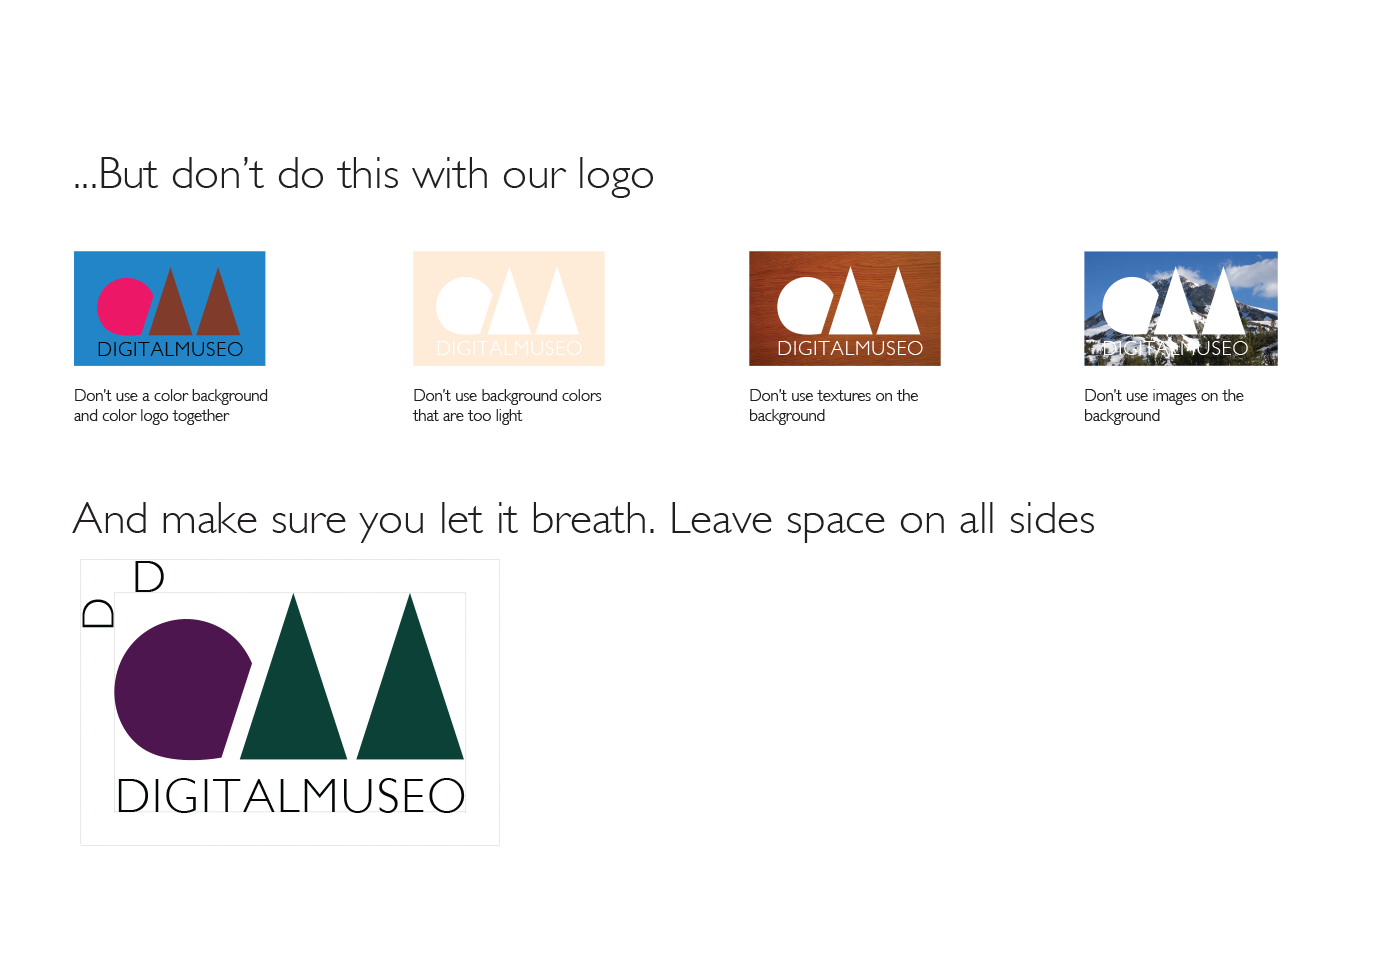 ...But don't do this with our logo
DIGITALMUSEO
DIGITALMUSEO
DIGITALMUSEO
DIGITALMUSEO
Don't use a color background
and color logo together
Don't use background colors
that are too light
Don't use textures on the
background
Don't use images on the
background
And make sure you let it breath. Leave space on all sides
D
D
DIGITALMUSEO